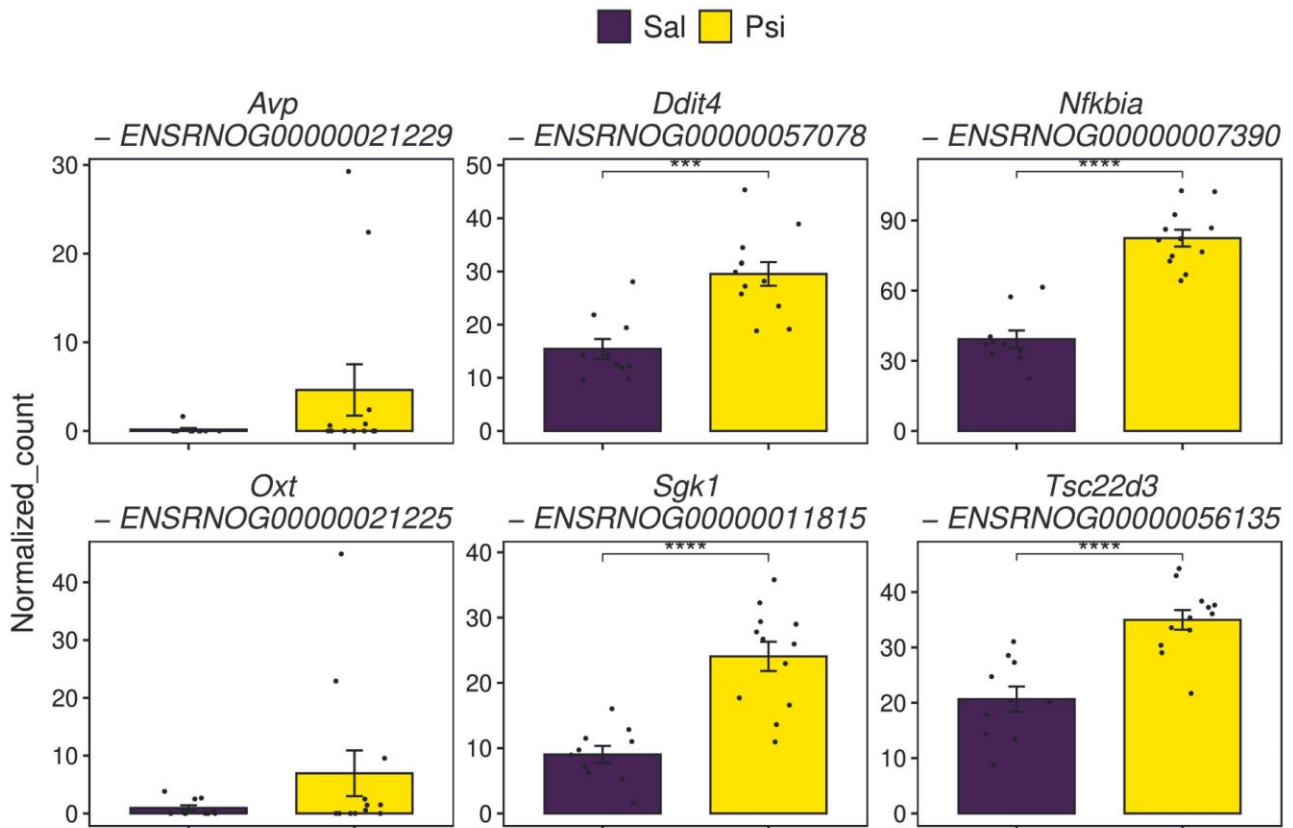 Sal Psi
Avp
– ENSRNOG00000021229
Ddit4
– ENSRNOG00000057078
Nfkbia
– ENSRNOG00000007390
30
20
10
0
50
40
30
20
10
0
90
60
30
0
***
****
Normalized_count
Oxt
– ENSRNOG00000021225
Sgk1
– ENSRNOG00000011815
Tsc22d3
– ENSRNOG00000056135
40
30
20
10
0
40
30
20
10
0
40
30
20
10
0
****
****